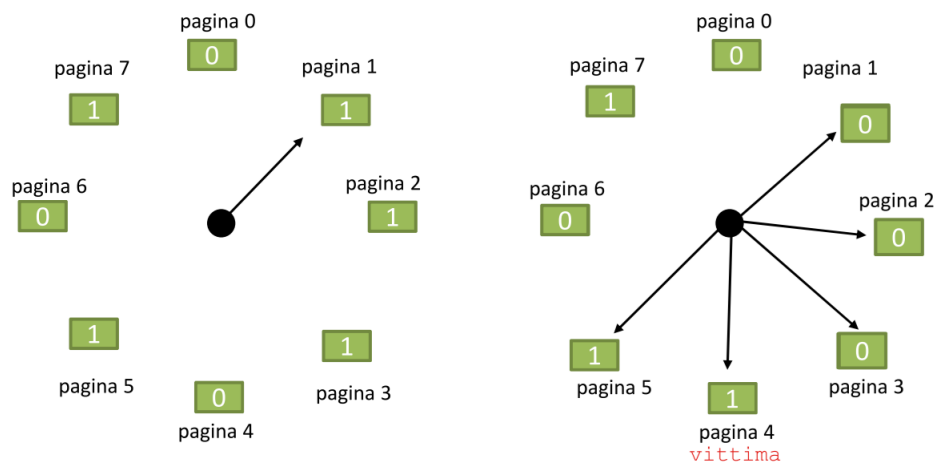 pagina 0
0
pagina 7
1
pagina 1
1
pagina 6
0
pagina 2
1
1
pagina 5
1
pagina 3
0
pagina 4
pagina 0
0
pagina 7
1
pagina 1
0
pagina 6
0
pagina 2
0
1
pagina 5
0
pagina 3
1
pagina 4
vittima